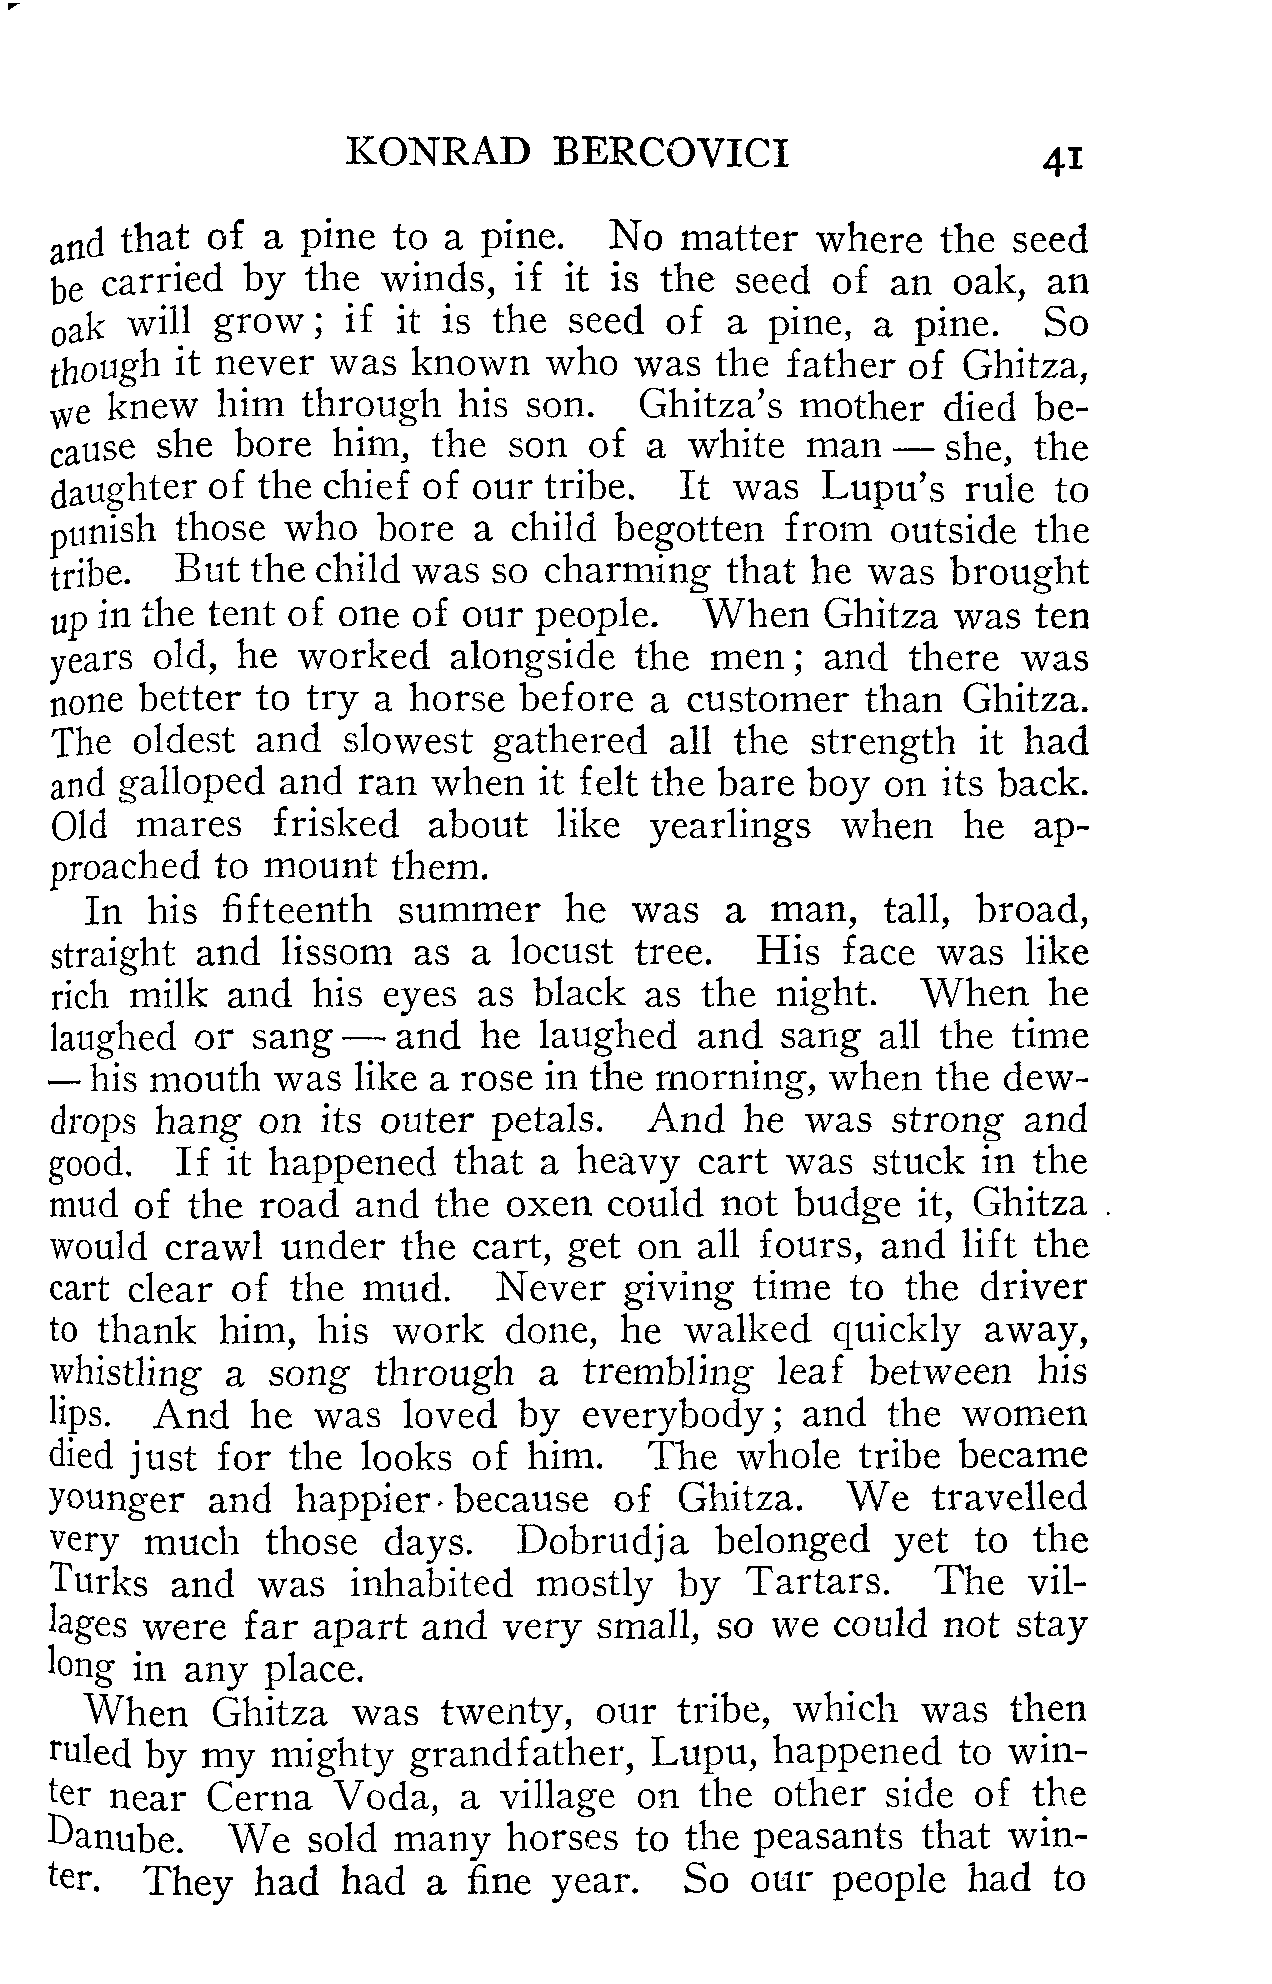 KONRAD BERCOVICI 41
and that of a pine to a pine. No matter where the seed
be carried by the winds, if it is the seed of an oak, an
oak will grow; if it is the seed of a pine, a pine. So
though it never was known who was the father of Ghitza,
we knew him through his son. Ghitza's mother died be-
cause she bore him, the son of a white man — she, the
daughter of the chief of our tribe. It was Lupu's rule to
punish those who bore a child begotten from outside the
tribe. But the child was so charming that he was brought
up in the tent of one of our people. When Ghitza was ten
years old, he worked alongside the men; and there was
none better to try a horse before a customer than Ghitza.
The oldest and slowest gathered all the strength it had
and galloped and ran when it felt the bare boy on its back.
Old mares frisked about like yearlings when he ap-
proached to mount them.
In his fifteenth summer he was a man, tall, broad,
straight and lissom as a locust tree. His face was like
rich milk and his eyes as black as the night. When he
laughed or sang — and he laughed and sang all the time
— his mouth was like a rose in the morning, when the dew-
drops hang on its outer petals. And he was strong and
good. If it happened that a heavy cart was stuck in the
mud of the road and the oxen could not budge it, Ghitza
would crawl under the cart, get on all fours, and lift the
cart clear of the mud. Never giving time to the driver
to thank him, his work done, he walked quickly away,
whistling a song through a trembling leaf between his
lips. And he was loved by everybody; and the women
died just for the looks of him. The whole tribe became
younger and happier because of Ghitza. We travelled
very much those days. Dobrudja belonged yet to the
Turks and was inhabited mostly by Tartars. The vil-
lages were far apart and very small, so we could not stay
long in any place.
When Ghitza was twenty, our tribe, which was then
ruled by my mighty grandfather, Lupu, happened to win-
ter near Cerna Voda, a village on the other side of the
Danube. We sold many horses to the peasants that win-
ter. They had had a fine year. So our people had to